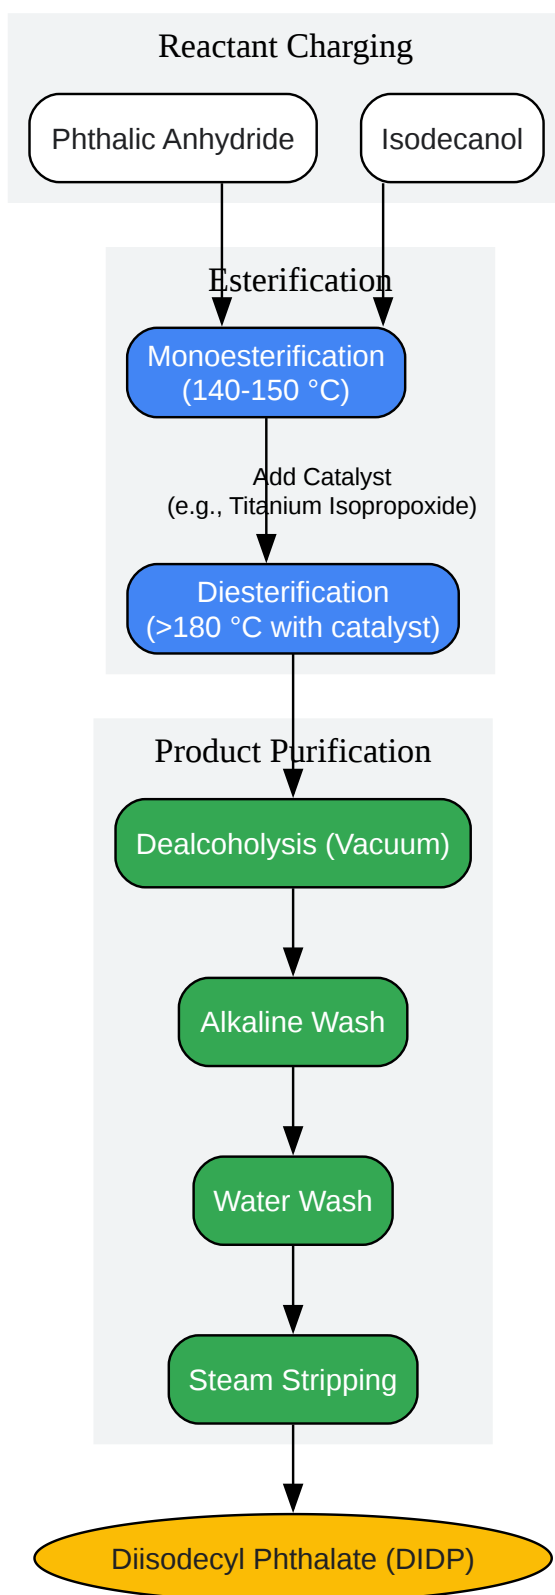 Reactant Charging
Phthalic Anhydride
Isodecanol
Esterification
Monoesterification
(140-150 °C)
Add Catalyst
(e.g., Titanium Isopropoxide)
Diesterification
(>180 °C with catalyst)
Product Purification
Dealcoholysis (Vacuum)
Alkaline Wash
Water Wash
Steam Stripping
Diisodecyl Phthalate (DIDP)